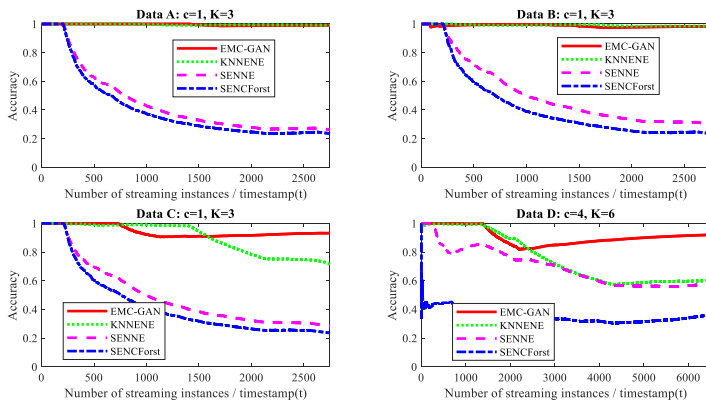 Data A: c=1, K=3
Accuracy
1
0.8
0.6
0.4
0.2
0
EMC-GAN
KNNENE
SENNE
SENCForst
0 500 1000 1500 2000 2500
Number of streaming instances / timestamp(t)
Data B: c=1, K=3
Accuracy
1
0.8
0.6
0.4
0.2
0
EMC-GAN
KNNENE
SENNE
SENCForst
0 500 1000 1500 2000 2500
Number of streaming instances / timestamp(t)
Data C: c=1, K=3
Accuracy
1
0.8
0.6
0.4
0.2
0
EMC-GAN
KNNENE
SENNE
SENCForst
0 500 1000 1500 2000 2500
Number of streaming instances / timestamp(t)
Data D: c=4, K=6
Accuracy
1
0.8
0.6
0.4
0.2
0
EMC-GAN
KNNENE
SENNE
SENCForst
0 1000 2000 3000 4000 5000 6000
Number of streaming instances / timestamp(t)